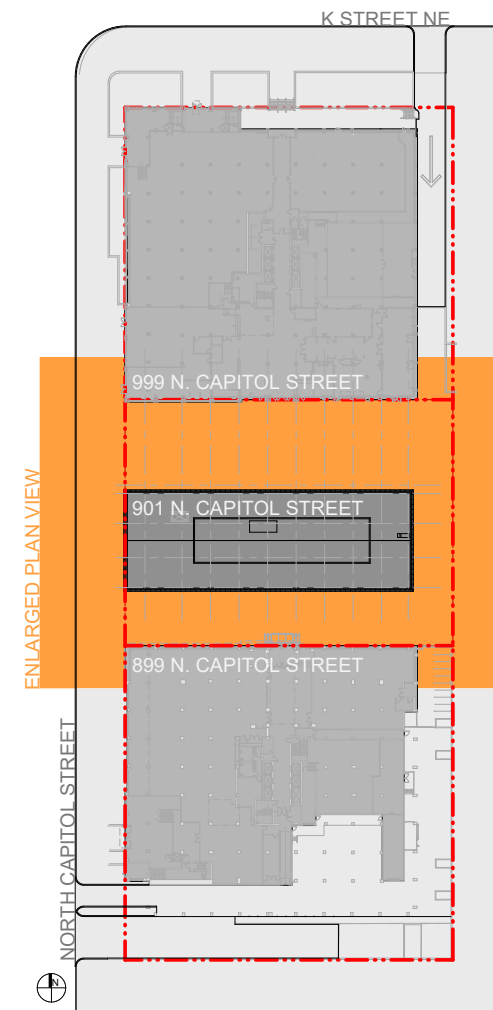 K STREET NE
999 N. CAPITOL STREET
901 N. CAPITOL STREET
ENLARGED PLAN VIEW
899 N. CAPITOL STREET
NORTH CAPITOL STREET
N